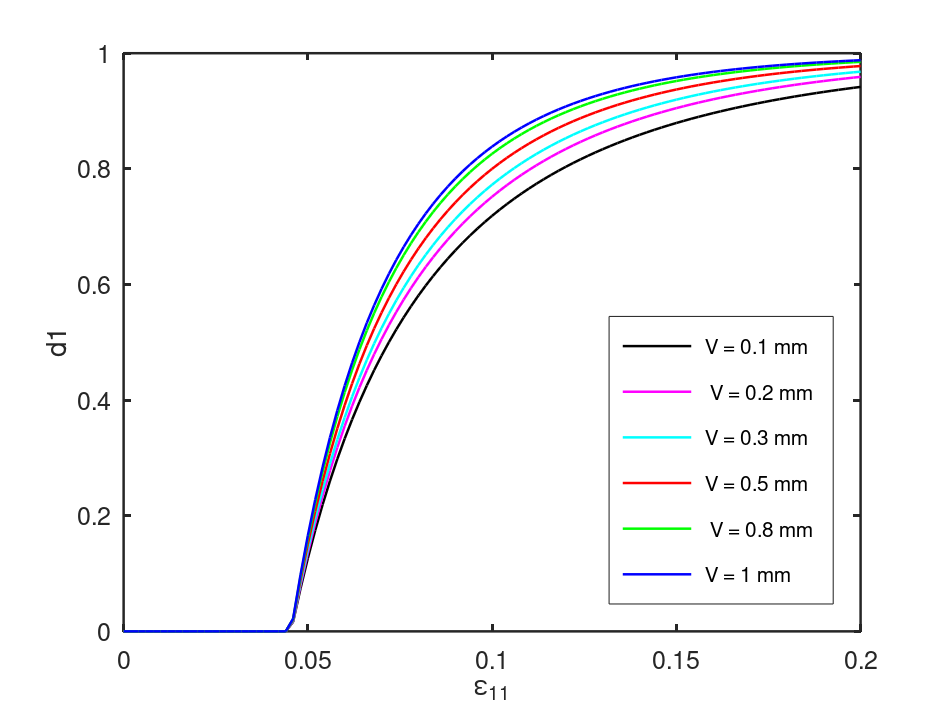 1
0.8
0.6
0.4
0.2
0
d1
V = 0.1 mm
V = 0.2 mm
V = 0.3 mm
V = 0.5 mm
V = 0.8 mm
V = 1 mm
0 0.05 0.1 0.15 0.2
ε₁₁